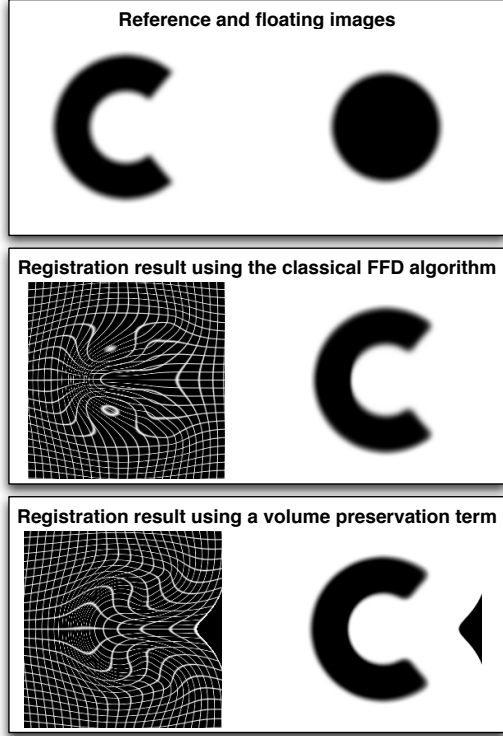 Reference and floating images
Registration result using the classical FFD algorithm
Registration result using a volume preservation term